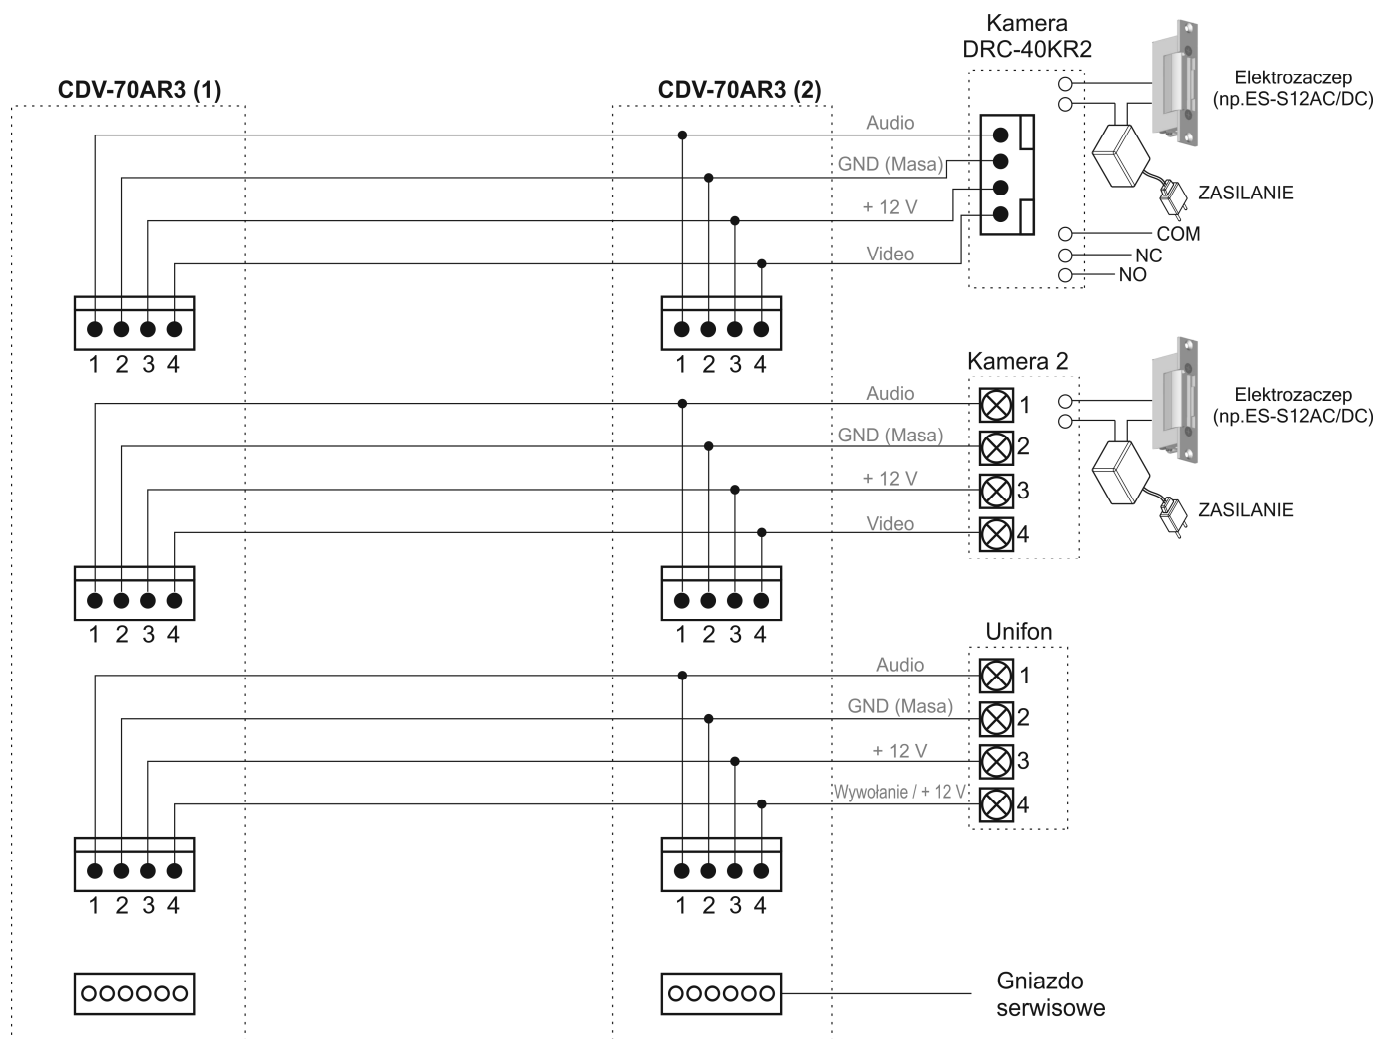 Kamera
DRC-40KR2
CDV-70AR3 (1)
CDV-70AR3 (2)
Elektrozaczep
(np.ES-S12AC/DC)
Audio
GND (Masa)
+ 12 V
Video
ZASILANIE
COM
NC
NO
1 2 3 4
1 2 3 4
Kamera 2
Elektrozaczep
(np.ES-S12AC/DC)
Audio
1
GND (Masa)
2
+ 12 V
3
Video
4
ZASILANIE
1 2 3 4
1 2 3 4
Unifon
Audio
1
GND (Masa)
2
+ 12 V
3
Wywołanie / + 12 V
4
1 2 3 4
1 2 3 4
Gniazdo
serwisowe